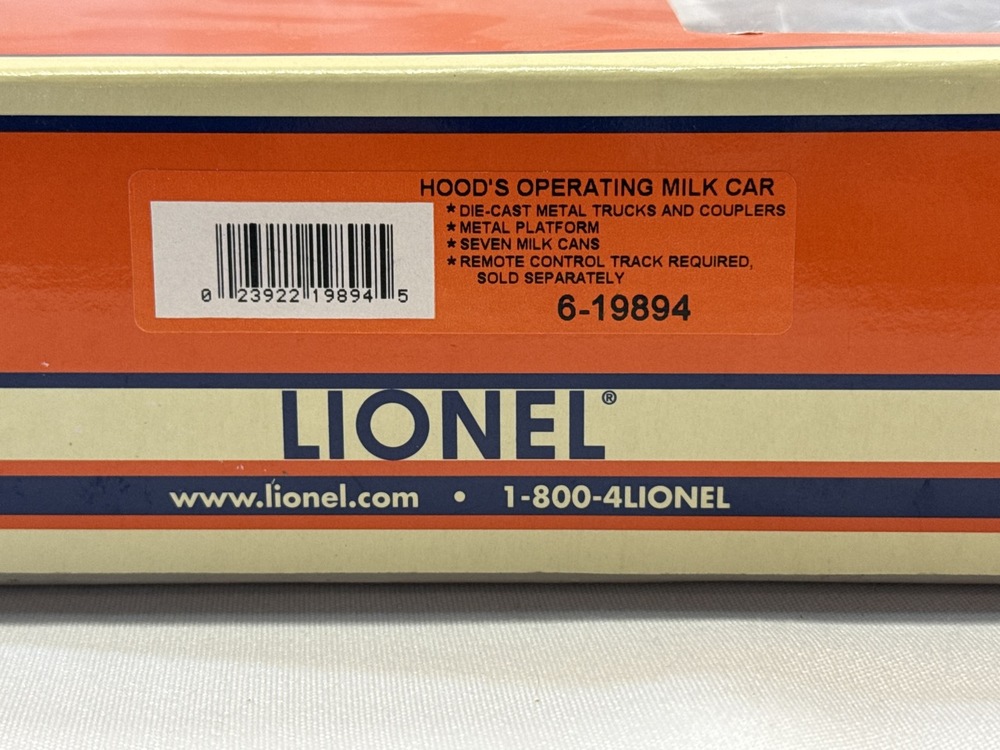 HOOD'S OPERATING MILK CAR
* DIE-CAST METAL TRUCKS AND COUPLERS
* METAL PLATFORM
* SEVEN MILK CANS
* REMOTE CONTROL TRACK REQUIRED,
SOLD SEPARATELY
6-19894
0 23922 19894 5
LIONEL®
www.lionel.com • 1-800-4LIONEL